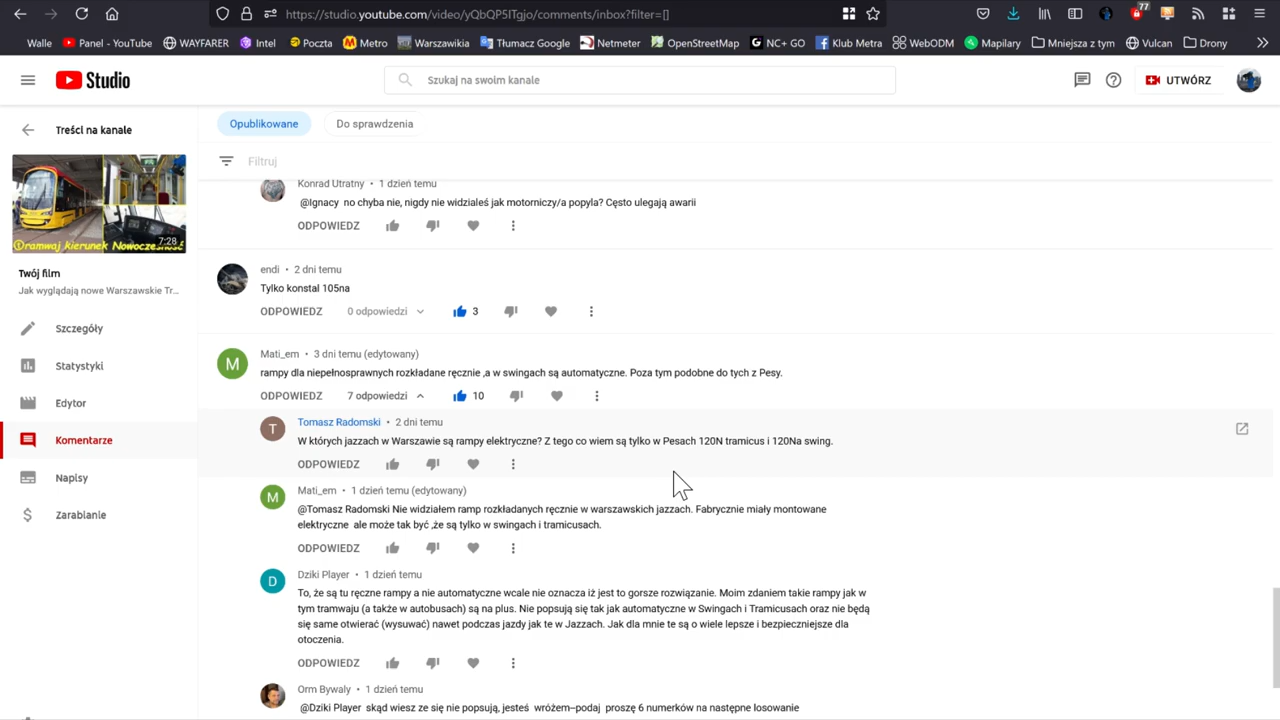 https://studio.youtube.com/video/yQbQP5ITgjo/comments/inbox?filter=[]
77
Walle
Panel - YouTube
WAYFARER
Intel
Poczta
Metro
Warszawikia
Tłumacz Google
Netmeter
OpenStreetMap
NC+ GO
Klub Metra
WebODM
Mapilary
Mniejsza z tym
Vulcan
Drony
Studio
Szukaj na swoim kanale
UTWÓRZ
Treści na kanale
7:28
Tramwaj kierunek Nowoczesność
Twój film
Jak wyglądają nowe Warszawskie Tr...
Szczegóły
Statystyki
Edytor
Komentarze
Napisy
Zarabianie
Opublikowane
Do sprawdzenia
Filtruj
Konrad Utratny • 1 dzień temu
@Ignacy no chyba nie, nigdy nie widziałeś jak motorniczy/a popyla? Cęsto ulegają awarii
ODPOWIEDZ
endi • 2 dni temu
Tylko konstal 105na
ODPOWIEDZ 0 odpowiedzi 3
M
Mati_em • 3 dni temu (edytowany)
rampy dla niepełnosprawnych rozkładane ręcznie ,a w swingach są automatyczne. Poza tym podobne do tych z Pesy.
ODPOWIEDZ 7 odpowiedzi 10
T
Tomasz Radomski • 2 dni temu
W których jazzach w Warszawie są rampy elektryczne? Z tego co wiem są tylko w Pesach 120N tramicus i 120Na swing.
ODPOWIEDZ
M
Mati_em • 1 dzień temu (edytowany)
@Tomasz Radomski Nie widziałem ramp rozkładanych ręcznie w warszawskich jazzach. Fabrycznie miały montowane
elektryczne ale może tak być ,że są tylko w swingach i tramicusach.
ODPOWIEDZ
D
Dziki Player • 1 dzień temu
To, że są tu ręczne rampy a nie automatyczne wcale nie oznacza iż jest to gorsze rozwiązanie. Moim zdaniem takie rampy jak w
tym tramwaju (a także w autobusach) są na plus. Nie popsują się tak jak automatyczne w Swingach i Tramicusach oraz nie będą
się same otwierać (wysuwać) nawet podczas jazdy jak te w Jazzach. Jak dla mnie te są o wiele lepsze i bezpieczniejsze dla
otoczenia.
ODPOWIEDZ
Orm Bywaly • 1 dzień temu
@Dziki Player skąd wiesz ze się nie popsują, jesteś wróżem–podaj proszę 6 numerków na następne losowanie